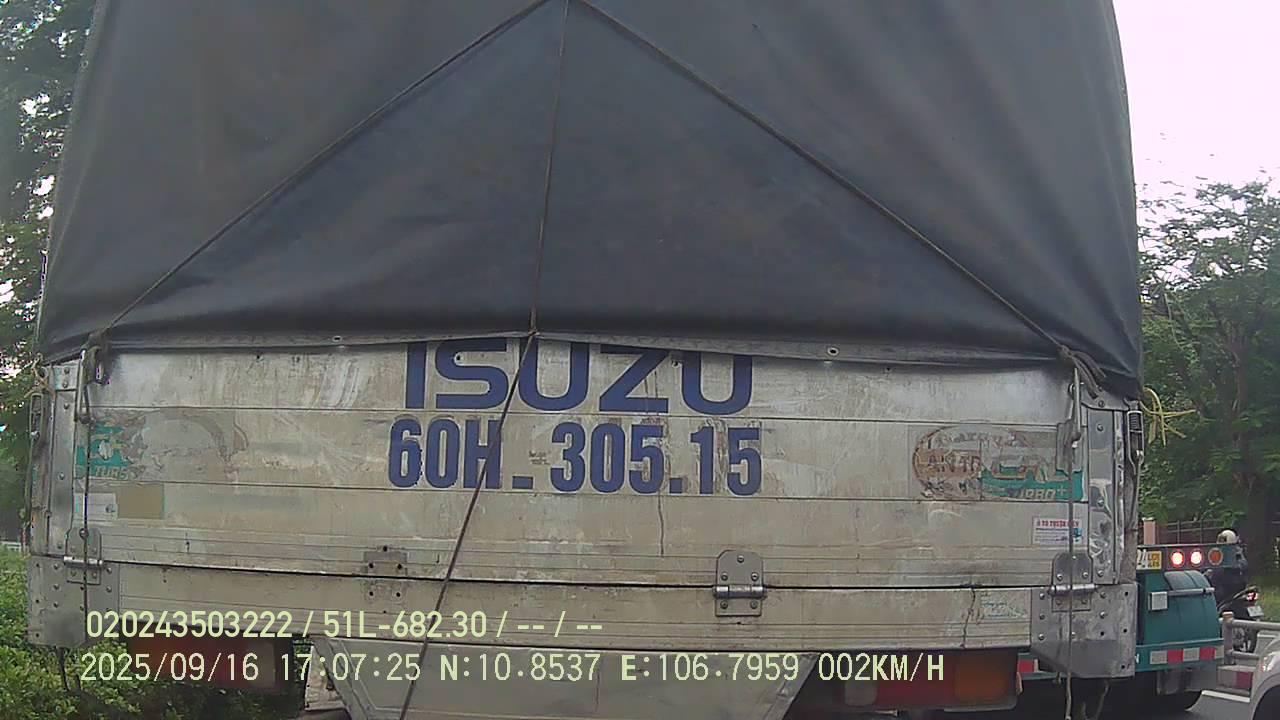 ISUZU
60H-305.15
020243503222 / 51L-682.30 / -- / --
2025/09/16 17:07:25 N:10.8537 E:106.7959 002KM/H